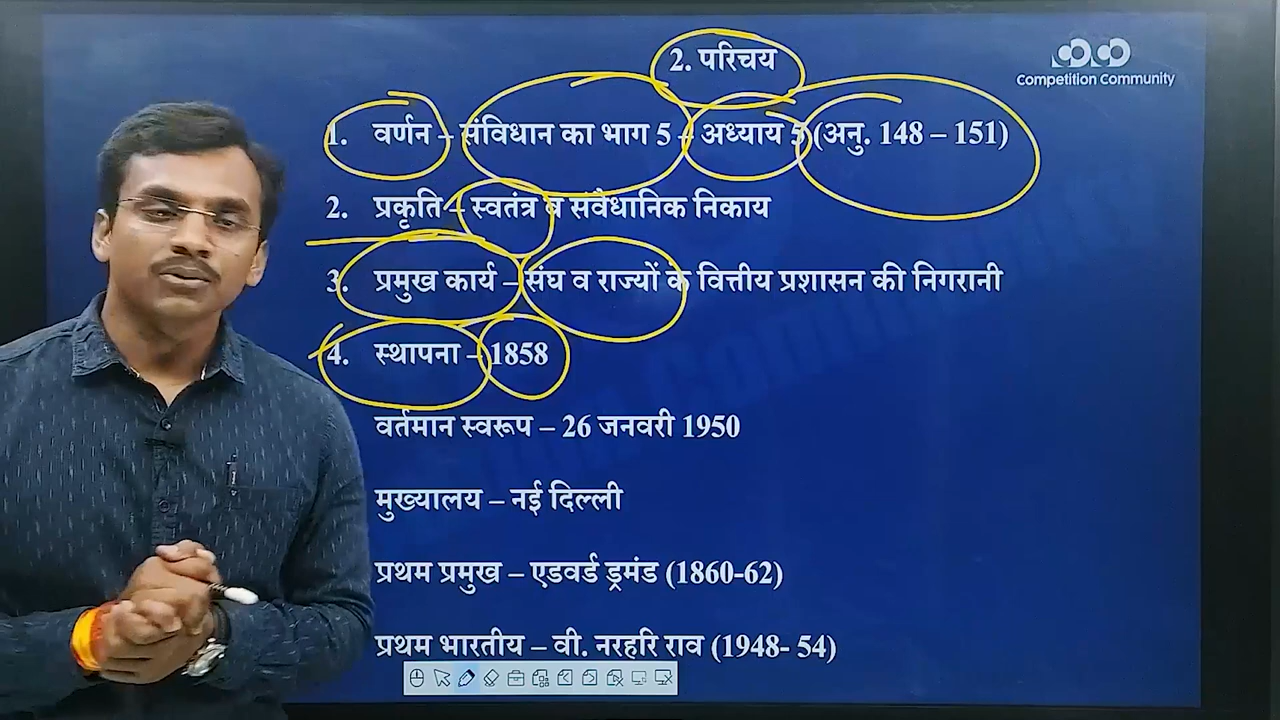 2. परिचय
Competition Community
1. वर्णन – संविधान का भाग 5 – अध्याय 5 (अनु. 148 – 151)
2. प्रकृति – स्वतंत्र व संवैधानिक निकाय
3. प्रमुख कार्य – संघ व राज्यों के वित्तीय प्रशासन की निगरानी
4. स्थापना – 1858
वर्तमान स्वरूप – 26 जनवरी 1950
मुख्यालय – नई दिल्ली
प्रथम प्रमुख – एडवर्ड ड्रमंड (1860-62)
प्रथम भारतीय – वी. नरहरि राव (1948- 54)